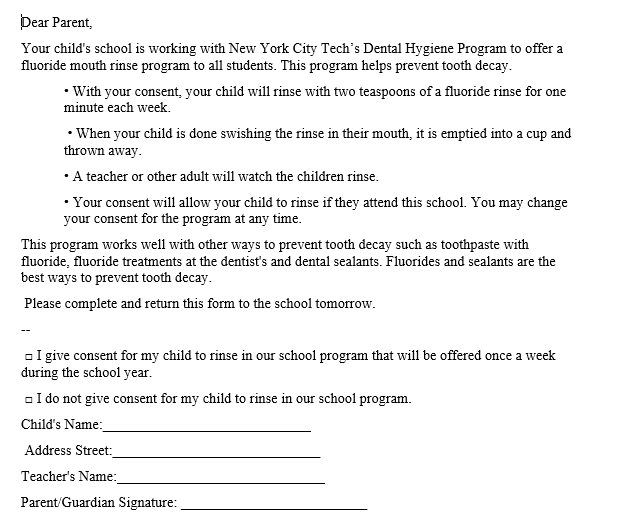 Dear Parent,
Your child's school is working with New York City Tech’s Dental Hygiene Program to offer a
fluoride mouth rinse program to all students. This program helps prevent tooth decay.
• With your consent, your child will rinse with two teaspoons of a fluoride rinse for one
minute each week.
• When your child is done swishing the rinse in their mouth, it is emptied into a cup and
thrown away.
• A teacher or other adult will watch the children rinse.
• Your consent will allow your child to rinse if they attend this school. You may change
your consent for the program at any time.
This program works well with other ways to prevent tooth decay such as toothpaste with
fluoride, fluoride treatments at the dentist's and dental sealants. Fluorides and sealants are the
best ways to prevent tooth decay.
Please complete and return this form to the school tomorrow.
--
□ I give consent for my child to rinse in our school program that will be offered once a week
during the school year.
□ I do not give consent for my child to rinse in our school program.
Child's Name:________________________________
Address Street:________________________________
Teacher's Name:________________________________
Parent/Guardian Signature: ____________________________